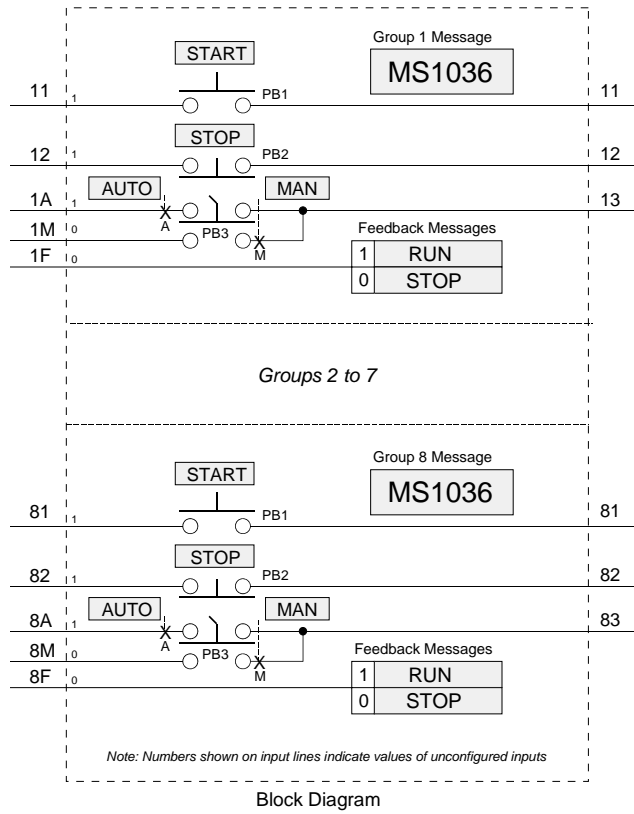 Group 1 Message
START
MS1036
11 1 PB1 11
STOP
12 1 PB2 12
AUTO MAN
1A 1 13
A PB3 M
1M 0
Feedback Messages
1F 0
1 RUN
0 STOP
Groups 2 to 7
Group 8 Message
START
MS1036
81 1 PB1 81
STOP
82 1 PB2 82
AUTO MAN
8A 1 83
A PB3 M
8M 0
Feedback Messages
8F 0
1 RUN
0 STOP
Note: Numbers shown on input lines indicate values of unconfigured inputs
Block Diagram